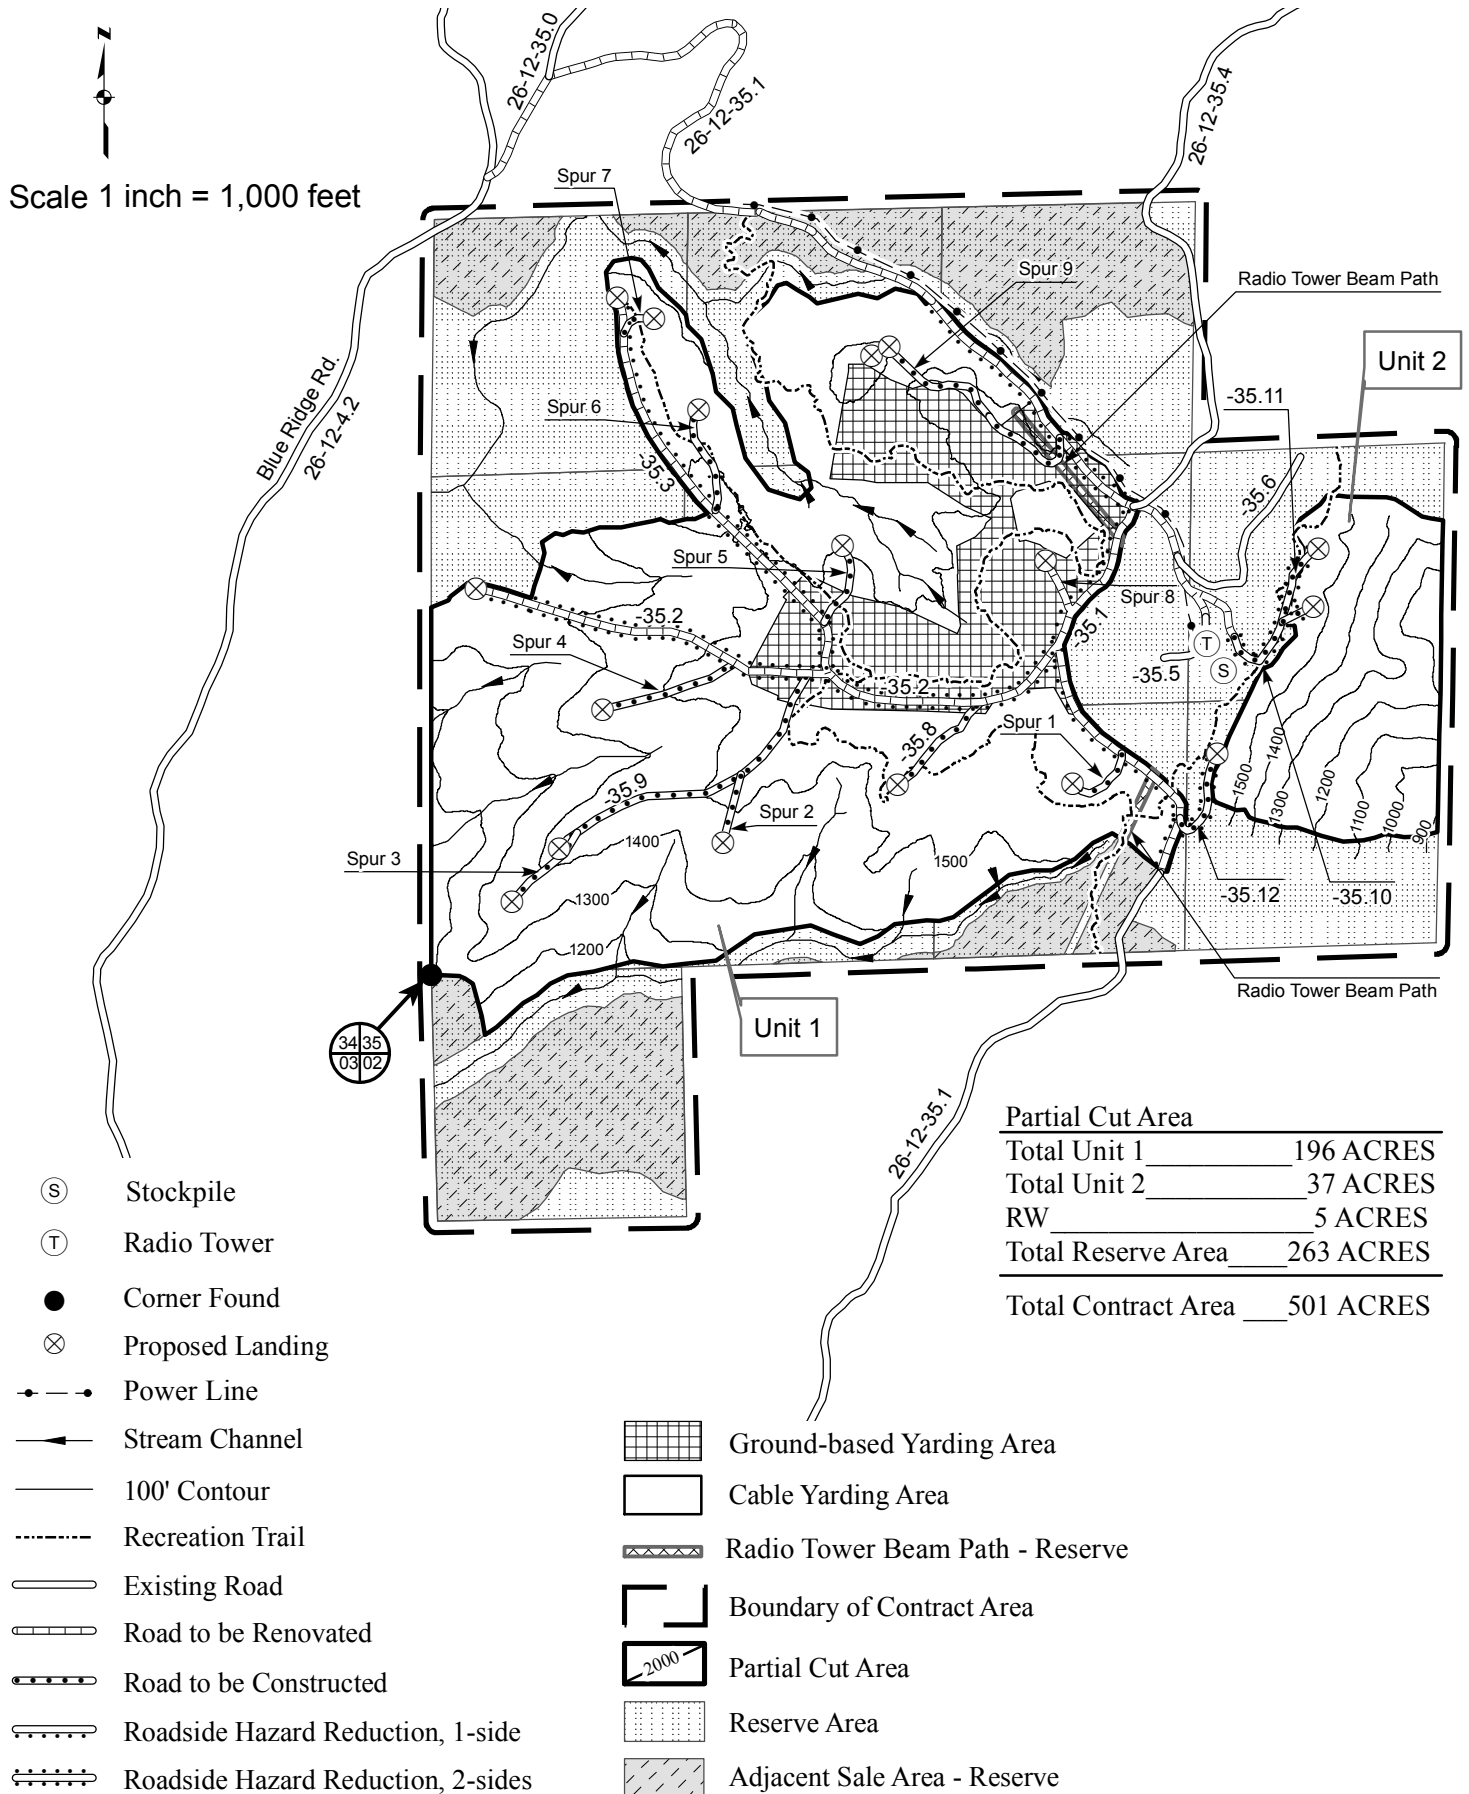 N
Scale 1 inch = 1,000 feet
26-12-35.0
26-12-35.1
26-12-35.4
Spur 7
Spur 9
Radio Tower Beam Path
Unit 2
-35.11
Blue Ridge Rd.
26-12-4.2
Spur 6
-35.3
-35.6
Spur 5
Spur 8
-35.2
-35.1
Spur 4
T
S
-35.5
-35.2
-35.8
Spur 1
-35.9
Spur 2
1400
1500
1400
1300
1200
1100
1000
900
Spur 3
1500
1300
1200
-35.12
-35.10
Radio Tower Beam Path
Unit 1
34 35
03 02
26-12-35.1
Partial Cut Area
Total Unit 1____________196 ACRES
Total Unit 2____________37 ACRES
RW____________________5 ACRES
Total Reserve Area____263 ACRES
Total Contract Area ___501 ACRES
S Stockpile
T Radio Tower
Corner Found
Proposed Landing
Power Line
Stream Channel
100' Contour
Recreation Trail
Existing Road
Road to be Renovated
Road to be Constructed
Roadside Hazard Reduction, 1-side
Roadside Hazard Reduction, 2-sides
Ground-based Yarding Area
Cable Yarding Area
Radio Tower Beam Path - Reserve
Boundary of Contract Area
2000
Partial Cut Area
Reserve Area
Adjacent Sale Area - Reserve